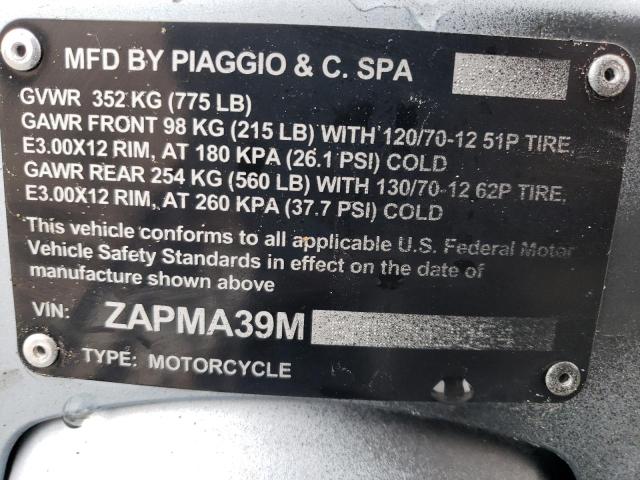 MFD BY PIAGGIO & C. SPA
GVWR 352 KG (775 LB)
GAWR FRONT 98 KG (215 LB) WITH 120/70-12 51P TIRE,
E3.00X12 RIM, AT 180 KPA (26.1 PSI) COLD
GAWR REAR 254 KG (560 LB) WITH 130/70-12 62P TIRE,
E3.00X12 RIM, AT 260 KPA (37.7 PSI) COLD
This vehicle conforms to all applicable U.S. Federal Motor
Vehicle Safety Standards in effect on the date of
manufacture shown above
VIN: ZAPMA39M
TYPE: MOTORCYCLE